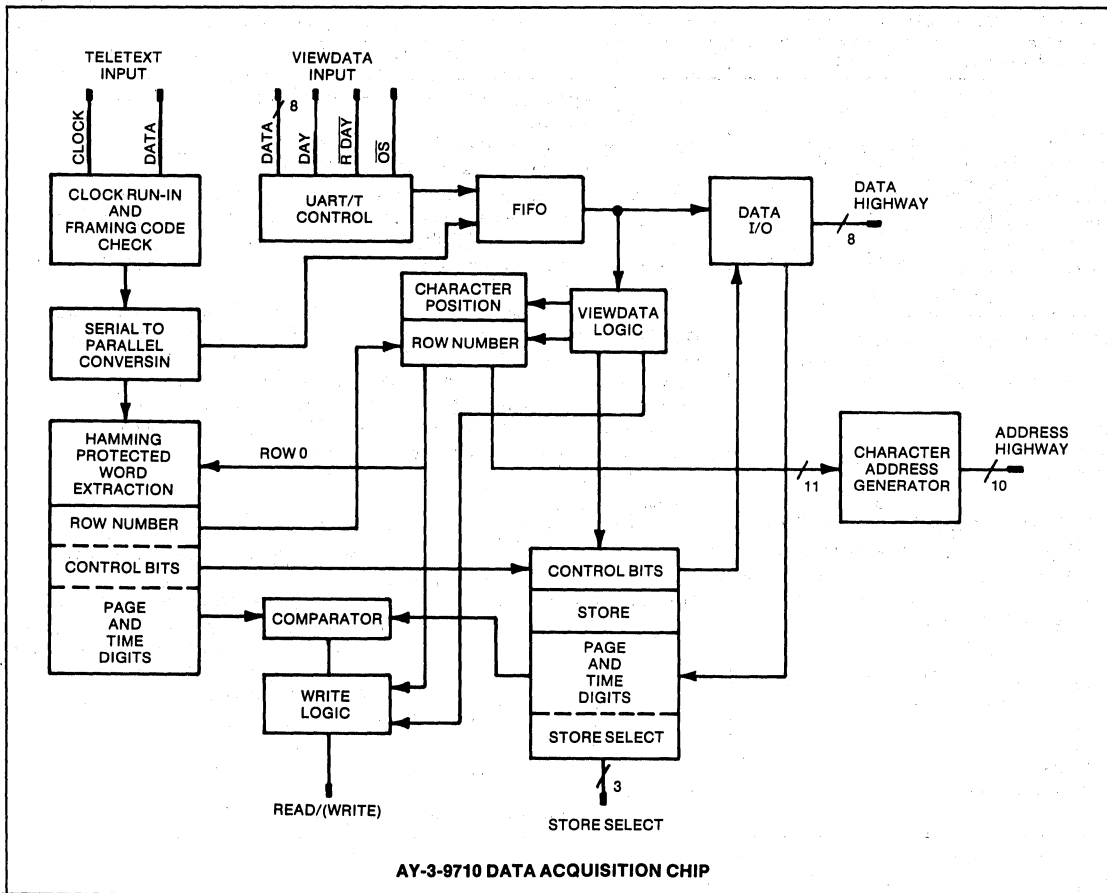 TELETEXT
INPUT
VIEWDATA
INPUT
CLOCK
DATA
DATA
8
DAY
R DAY
OS
CLOCK RUN-IN
AND
FRAMING CODE
CHECK
UAR/T
CONTROL
FIFO
DATA
I/O
DATA
HIGHWAY
8
SERIAL TO
PARALLEL
CONVERSIN
CHARACTER
POSITION
ROW NUMBER
VIEWDATA
LOGIC
HAMMING
PROTECTED
WORD
EXTRACTION
ROW NUMBER
CONTROL BITS
PAGE
AND
TIME
DIGITS
ROW 0
11
CHARACTER
ADDRESS
GENERATOR
ADDRESS
HIGHWAY
10
COMPARATOR
WRITE
LOGIC
READ/(WRITE)
CONTROL BITS
STORE
PAGE
AND
TIME
DIGITS
STORE SELECT
3
STORE SELECT
AY-3-9710 DATA ACQUISITION CHIP